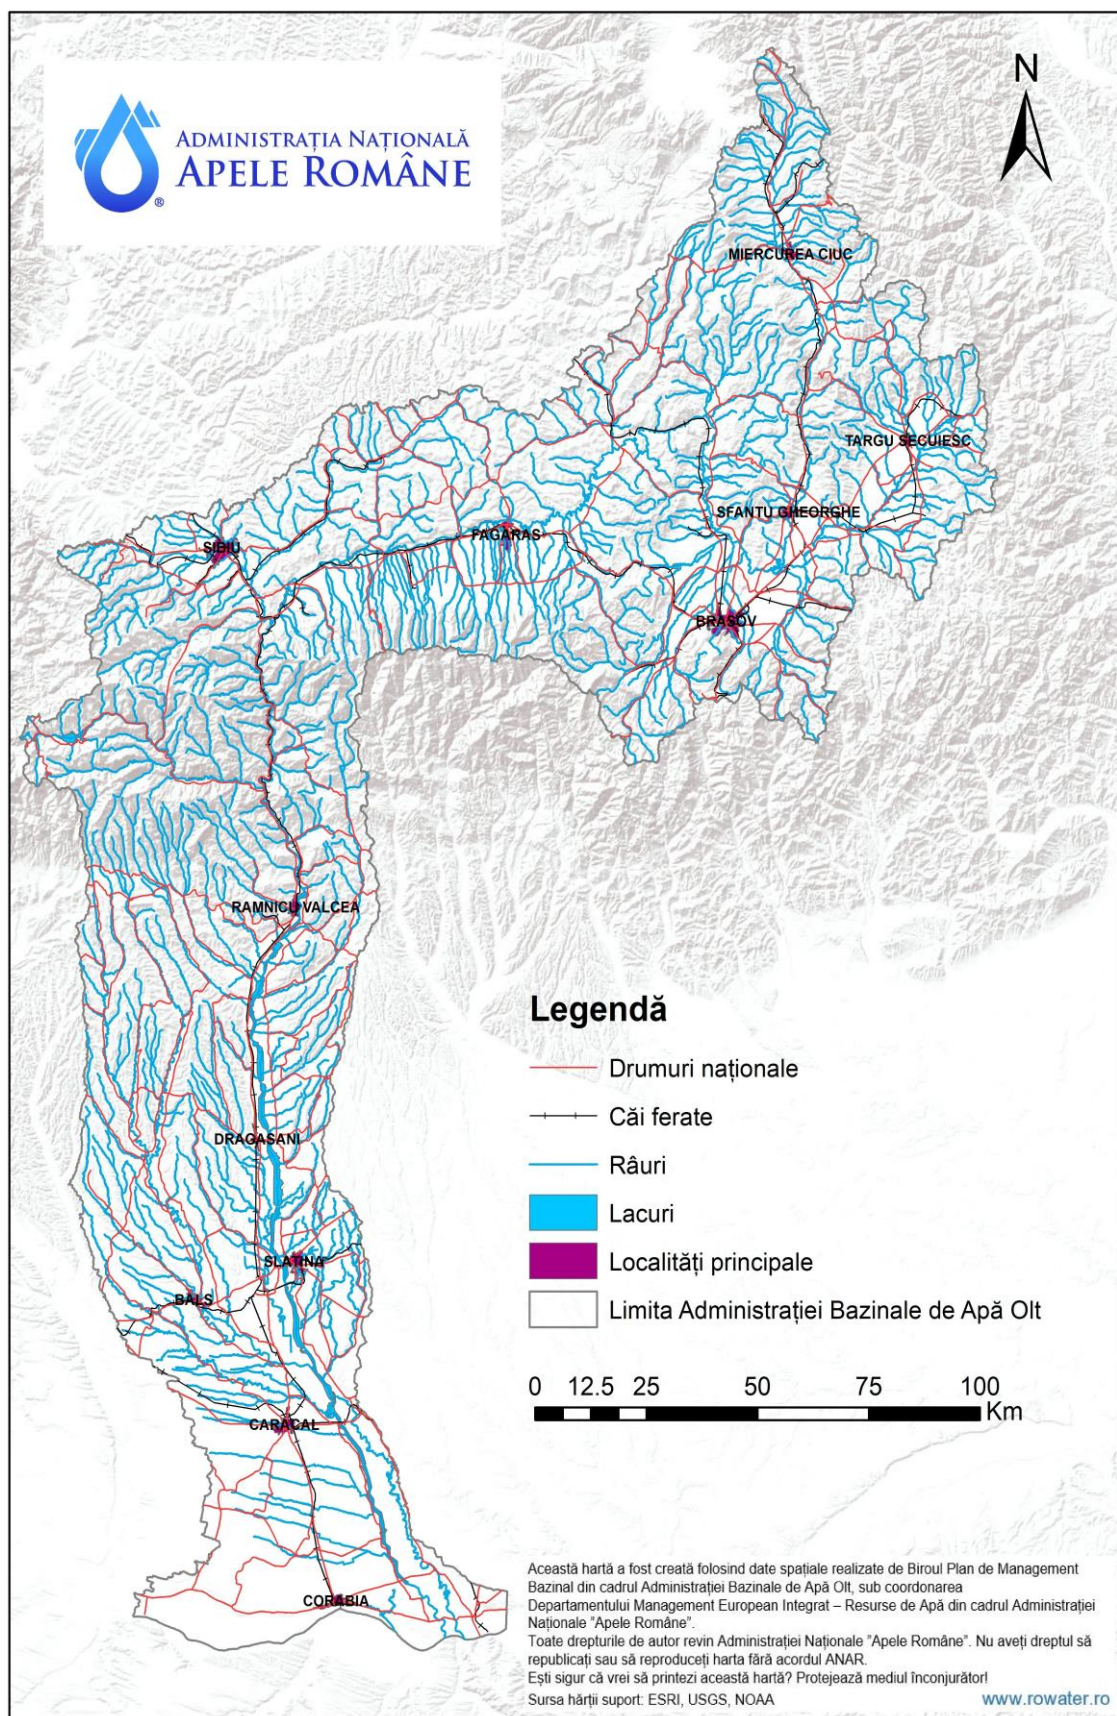 ADMINISTRAȚIA NAȚIONALĂ
APELE ROMÂNE
®
N
MIERCUREA CIUC
TARGU SECUIESC
SFANTU GHEORGHE
FAGARAS
SIBIU
BRASOV
RAMNICU VALCEA
Legendă
Drumuri naționale
Căi ferate
DRAGASANI
Râuri
Lacuri
SLATINA
Localități principale
BALS
Limita Administrației Bazinale de Apă Olt
0 12.5 25 50 75 100
Km
CARACAL
Această hartă a fost creată folosind date spațiale realizate de Biroul Plan de Management
Bazinal din cadrul Administrației Bazinale de Apă Olt, sub coordonarea
Departamentului Management European Integrat – Resurse de Apă din cadrul Administrației
Naționale "Apele Române".
CORABIA
Toate drepturile de autor revin Administrației Naționale "Apele Române". Nu aveți dreptul să
republicați sau să reproduceți harta fără acordul ANAR.
Ești sigur că vrei să printezi această hartă? Protejează mediul înconjurător!
Sursa hărții suport: ESRI, USGS, NOAA
www.rowater.ro